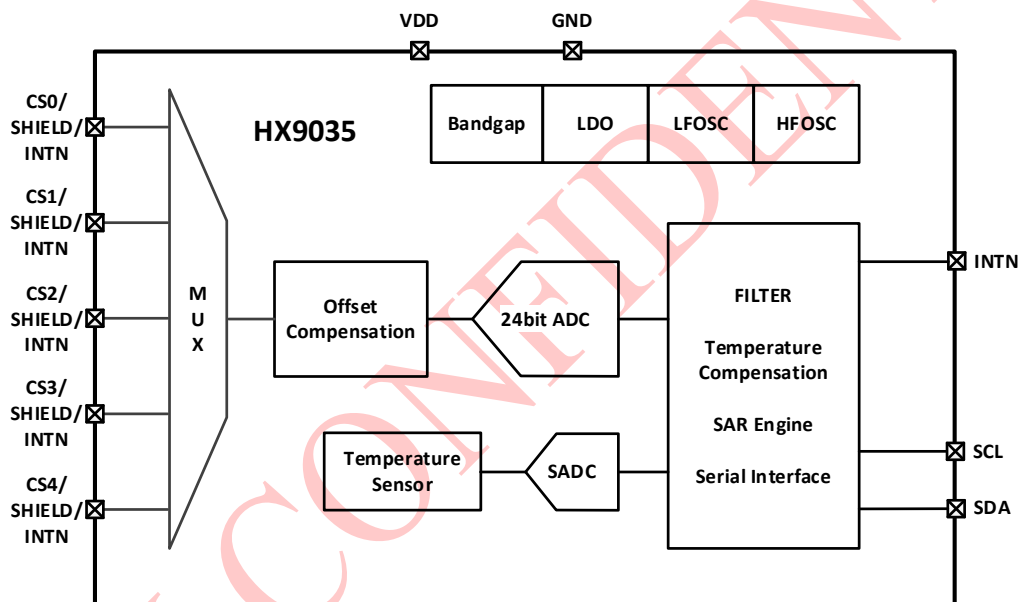 VDD
GND
CS0/
SHIELD/
INTN
HX9035
Bandgap
LDO
LFOSC
HFOSC
CS1/
SHIELD/
INTN
CS2/
SHIELD/
INTN
CS3/
SHIELD/
INTN
CS4/
SHIELD/
INTN
M
U
X
Offset
Compensation
24bit ADC
Temperature
Sensor
SADC
FILTER
Temperature
Compensation
SAR Engine
Serial Interface
INTN
SCL
SDA
CONFIDEN